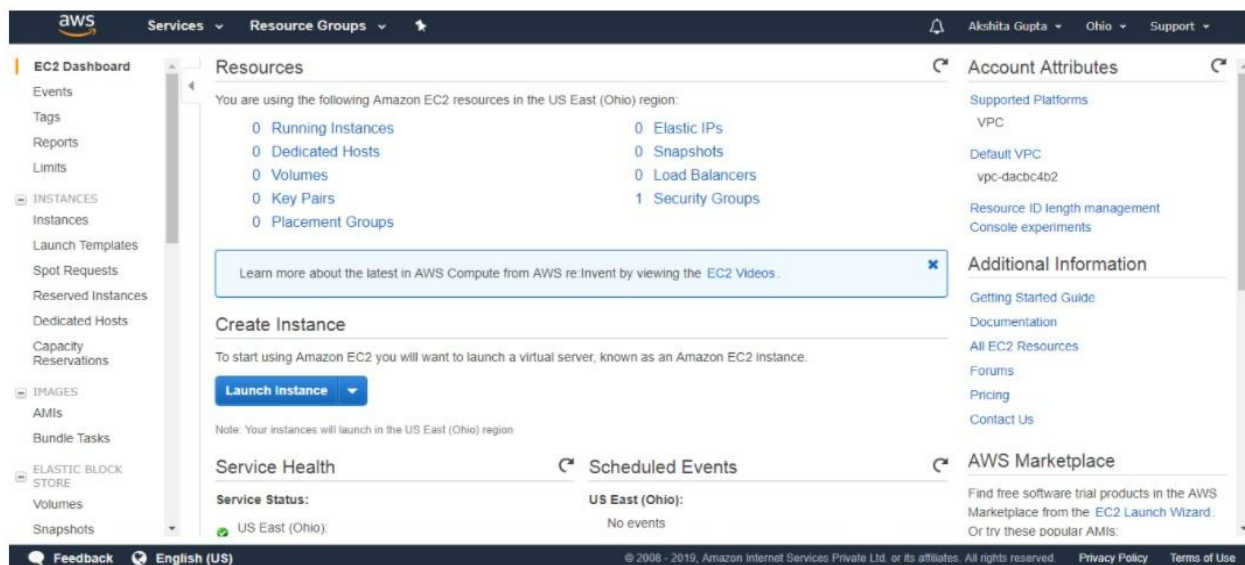 aws Services Resource Groups Akshita Gupta Ohio Support
EC2 Dashboard
Events
Tags
Reports
Limits
INSTANCES
Instances
Launch Templates
Spot Requests
Reserved Instances
Dedicated Hosts
Capacity
Reservations
IMAGES
AMIs
Bundle Tasks
ELASTIC BLOCK
STORE
Volumes
Snapshots
Resources
You are using the following Amazon EC2 resources in the US East (Ohio) region:
0 Running Instances
0 Dedicated Hosts
0 Volumes
0 Key Pairs
0 Placement Groups
0 Elastic IPs
0 Snapshots
0 Load Balancers
1 Security Groups
Learn more about the latest in AWS Compute from AWS re:Invent by viewing the EC2 Videos.
Create Instance
To start using Amazon EC2 you will want to launch a virtual server, known as an Amazon EC2 instance.
Launch Instance
Note: Your instances will launch in the US East (Ohio) region
Service Health
Service Status:
US East (Ohio):
Scheduled Events
US East (Ohio):
No events
Account Attributes
Supported Platforms
VPC
Default VPC
vpc-dacbc4b2
Resource ID length management
Console experiments
Additional Information
Getting Started Guide
Documentation
All EC2 Resources
Forums
Pricing
Contact Us
AWS Marketplace
Find free software trial products in the AWS
Marketplace from the EC2 Launch Wizard.
Or try these popular AMIs:
Feedback English (US) © 2008 - 2019, Amazon Internet Services Private Ltd. or its affiliates. All rights reserved. Privacy Policy Terms of Use